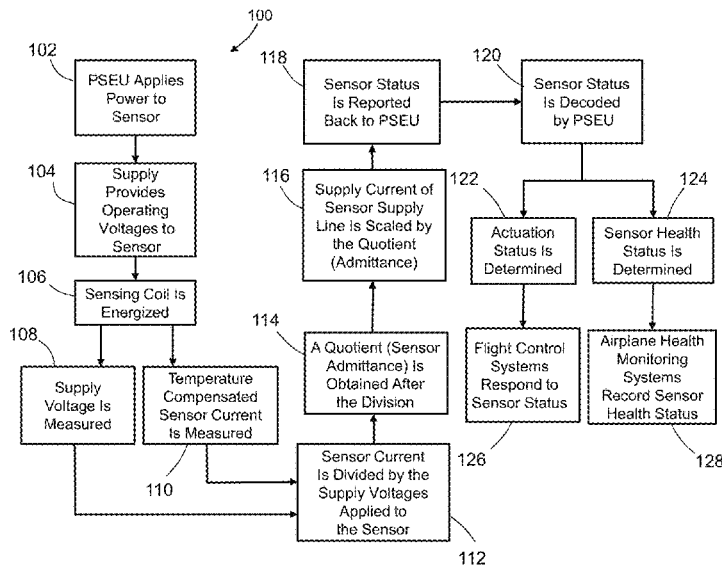 100
102
PSEU Applies
Power to
Sensor
104
Supply
Provides
Operating
Voltages to
Sensor
106
Sensing Coil is
Energized
108
Supply
Voltage Is
Measured
Temperature
Compensated
Sensor Current
Is Measured
110
Sensor Current
Is Divided by the
Supply Voltages
Applied to
the Sensor
112
114
A Quotient (Sensor
Admittance) is
Obtained After
the Division
116
Supply Current of
Sensor Supply
Line is Scaled by
the Quotient
(Admittance)
118
Sensor Status
Is Reported
Back to PSEU
120
Sensor Status
Is Decoded
by PSEU
122
Actuation
Status Is
Determined
124
Sensor Health
Status is
Determined
Flight Control
Systems
Respond to
Sensor Status
126
Airplane Health
Monitoring
Systems
Record Sensor
Health Status
128